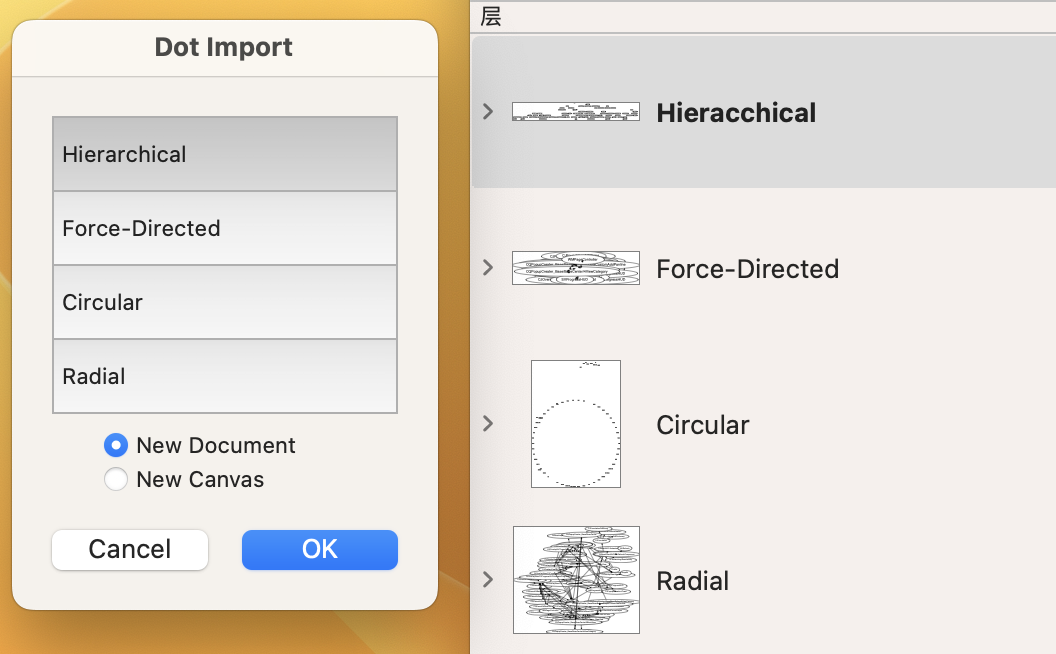 Dot Import
Hierarchical
Force-Directed
Circular
Radial
New Document
New Canvas
Cancel
OK
层
Hieracchical
Force-Directed
Circular
Radial